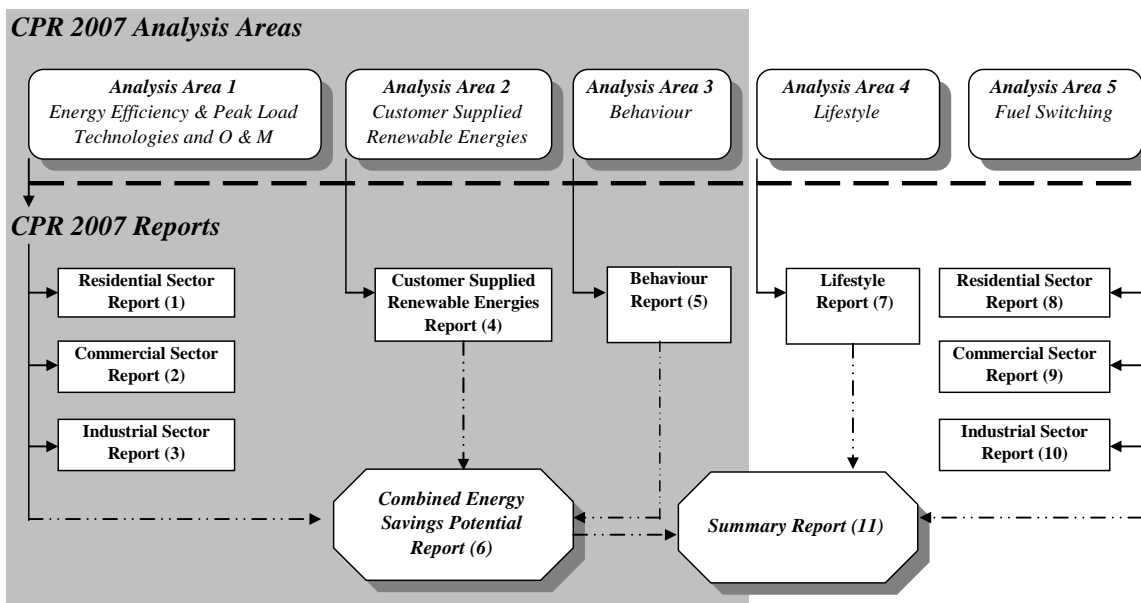 CPR 2007 Analysis Areas
Analysis Area 1
Energy Efficiency & Peak Load
Technologies and O & M
Analysis Area 2
Customer Supplied
Renewable Energies
Analysis Area 3
Behaviour
Analysis Area 4
Lifestyle
Analysis Area 5
Fuel Switching
CPR 2007 Reports
Residential Sector
Report (1)
Commercial Sector
Report (2)
Industrial Sector
Report (3)
Customer Supplied
Renewable Energies
Report (4)
Behaviour
Report (5)
Lifestyle
Report (7)
Residential Sector
Report (8)
Commercial Sector
Report (9)
Industrial Sector
Report (10)
Combined Energy
Savings Potential
Report (6)
Summary Report (11)